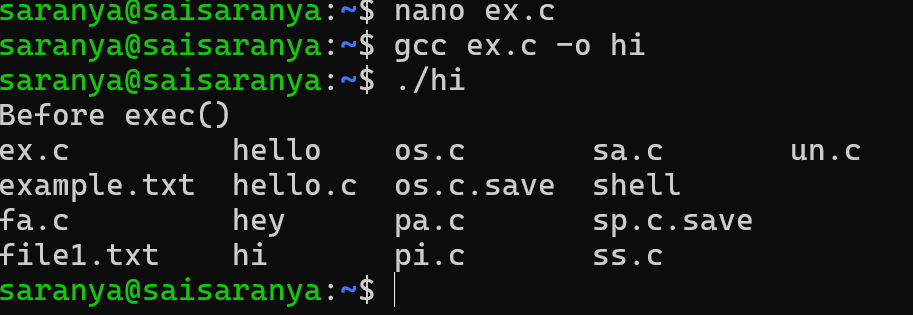 saranya@saisaranya:~$ nano ex.c
saranya@saisaranya:~$ gcc ex.c -o hi
saranya@saisaranya:~$ ./hi
Before exec()
ex.c         hello    os.c       sa.c       un.c
example.txt  hello.c  os.c.save  shell
fa.c         hey      pa.c       sp.c.save
file1.txt    hi       pi.c       ss.c
saranya@saisaranya:~$